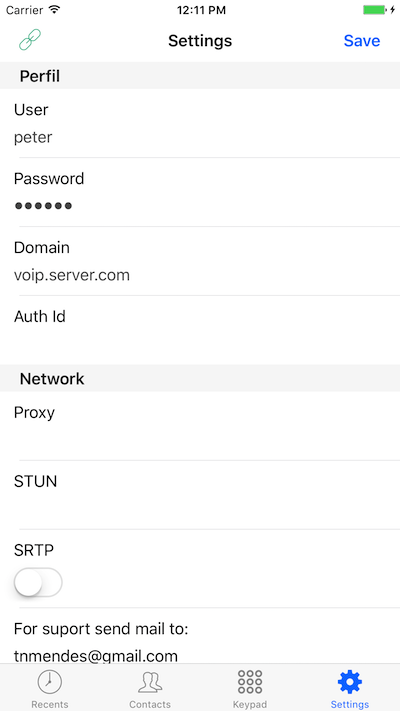 Carrier 12:11 PM
Settings Save
Perfil
User
peter
Password
●●●●●●
Domain
voip.server.com
Auth Id
Network
Proxy
STUN
SRTP
For suport send mail to:
tnmendes@gmail.com
Recents Contacts Keypad Settings